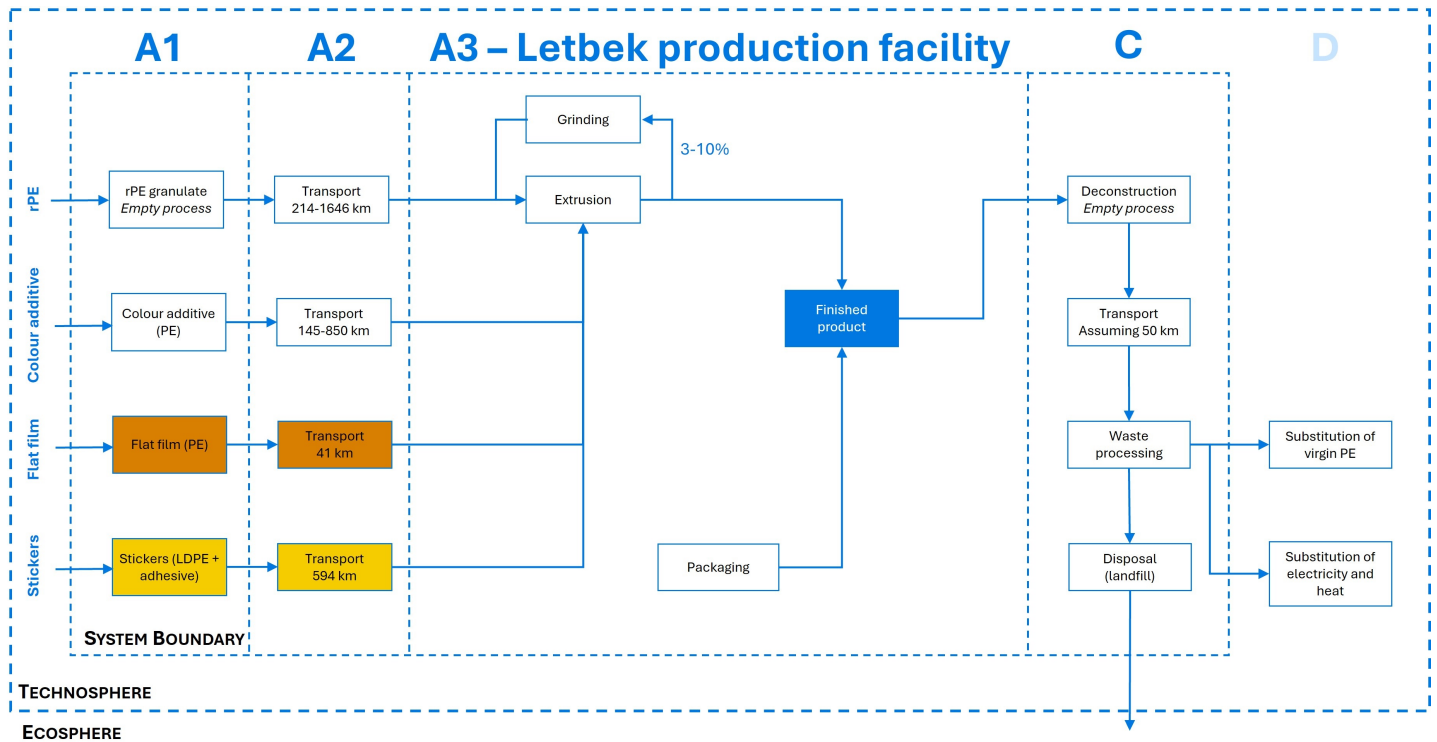 A1
A2
A3 – Letbek production facility
C
D
Grinding
3-10%
rPE
rPE granulate
Empty process
Transport
214-1646 km
Extrusion
Deconstruction
Empty process
Colour additive
Colour additive
(PE)
Transport
145-850 km
Finished
product
Transport
Assuming 50 km
Flat film
Flat film (PE)
Transport
41 km
Waste
processing
Substitution of
virgin PE
Stickers
Stickers (LDPE +
adhesive)
Transport
594 km
Packaging
Disposal
(landfill)
Substitution of
electricity and
heat
SYSTEM BOUNDARY
TECHNOSPHERE
ECOSPHERE